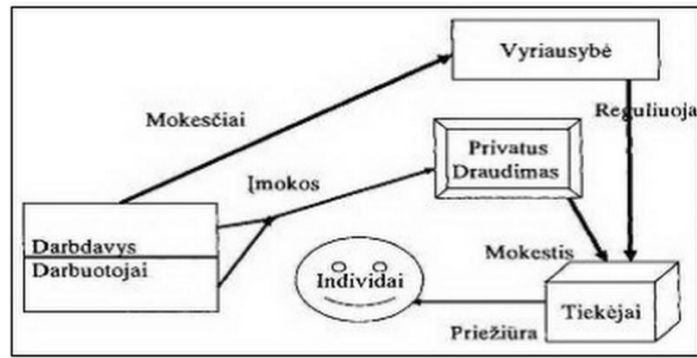 Vyriausybė
Mokesčiai
Reguliuoja
Privatus
Draudimas
Įmokos
Darbdavys
Darbuotojai
Mokestis
Individai
Tiekėjai
Priežiūra